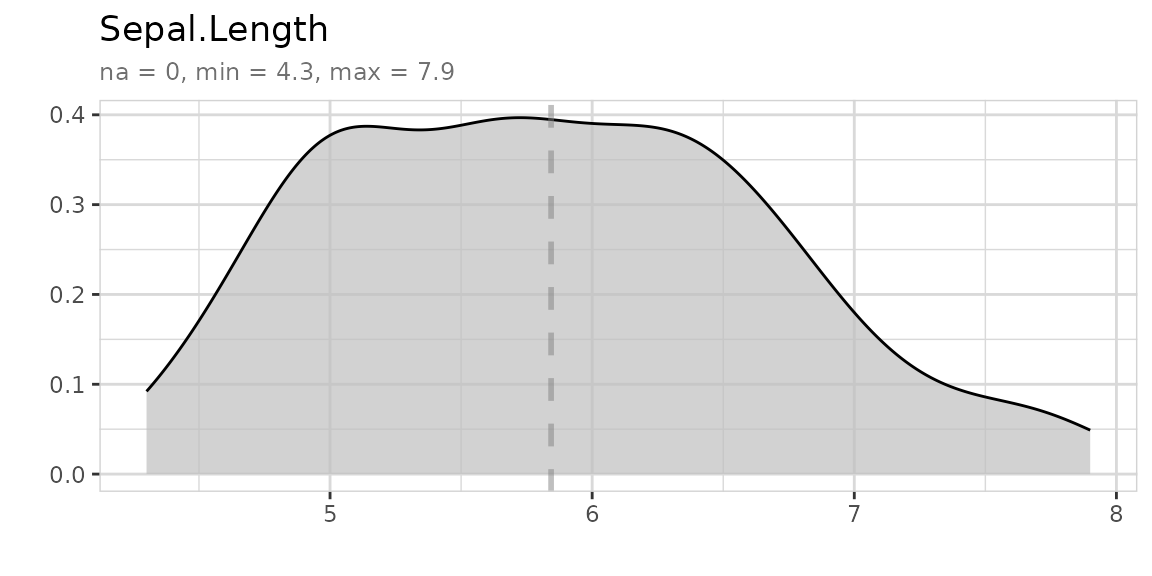 Sepal.Length
na = 0, min = 4.3, max = 7.9
0.4
0.3
0.2
0.1
0.0
5 6 7 8